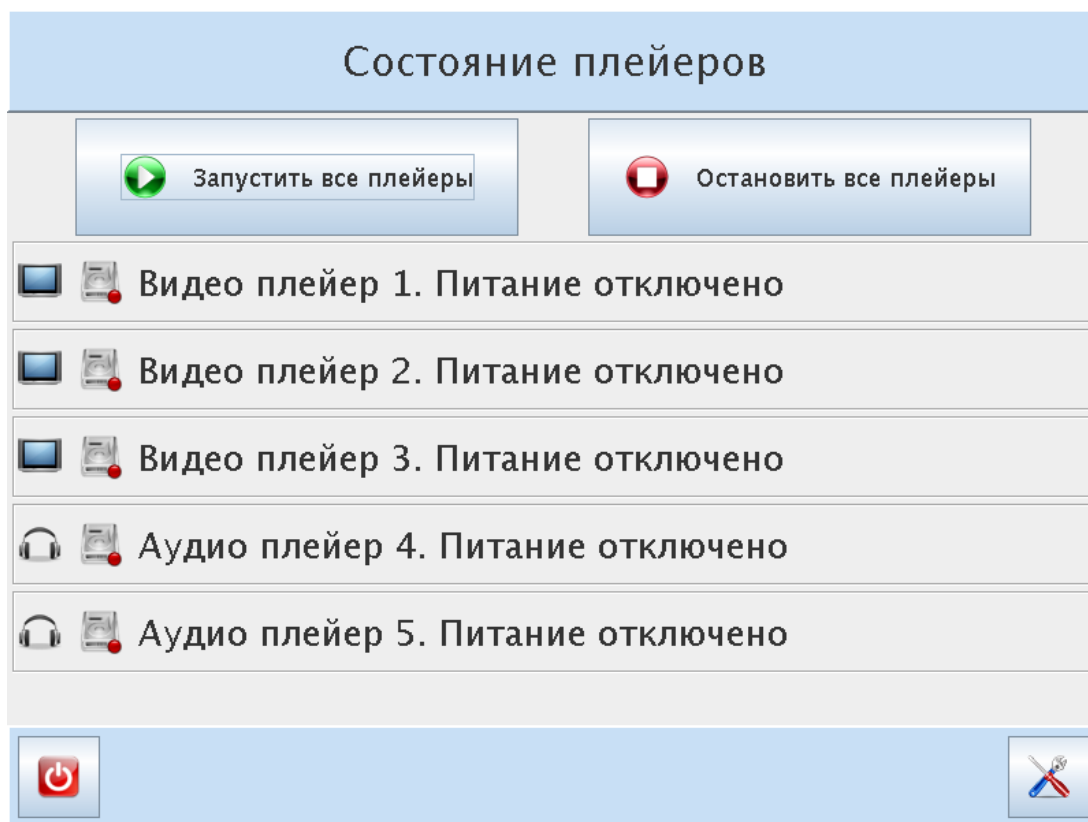 Состояние плейеров
Запустить все плейеры
Остановить все плейеры
Видео плейер 1. Питание отключено
Видео плейер 2. Питание отключено
Видео плейер 3. Питание отключено
Аудио плейер 4. Питание отключено
Аудио плейер 5. Питание отключено